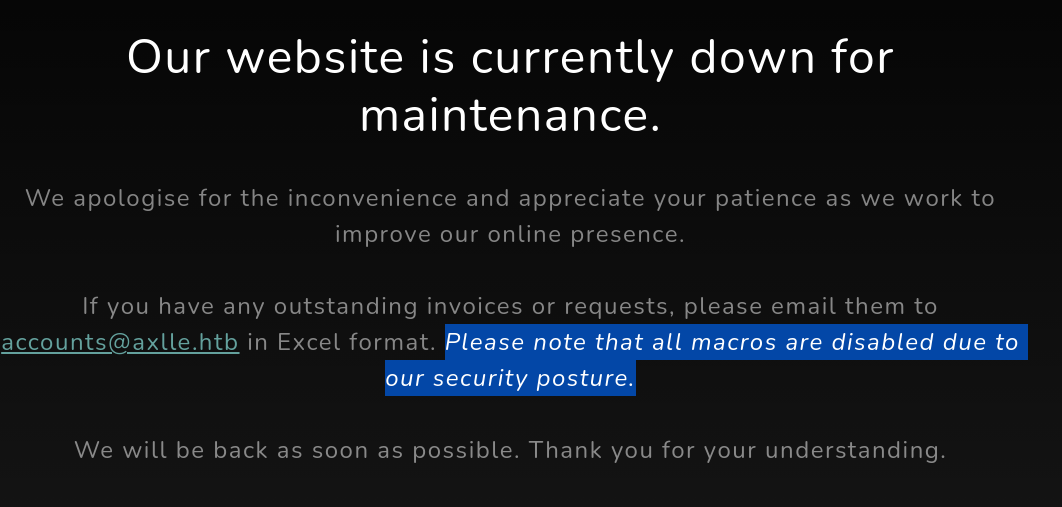 Our website is currently down for
maintenance.
We apologise for the inconvenience and appreciate your patience as we work to
improve our online presence.
If you have any outstanding invoices or requests, please email them to
accounts@axlle.htb in Excel format. Please note that all macros are disabled due to
our security posture.
We will be back as soon as possible. Thank you for your understanding.